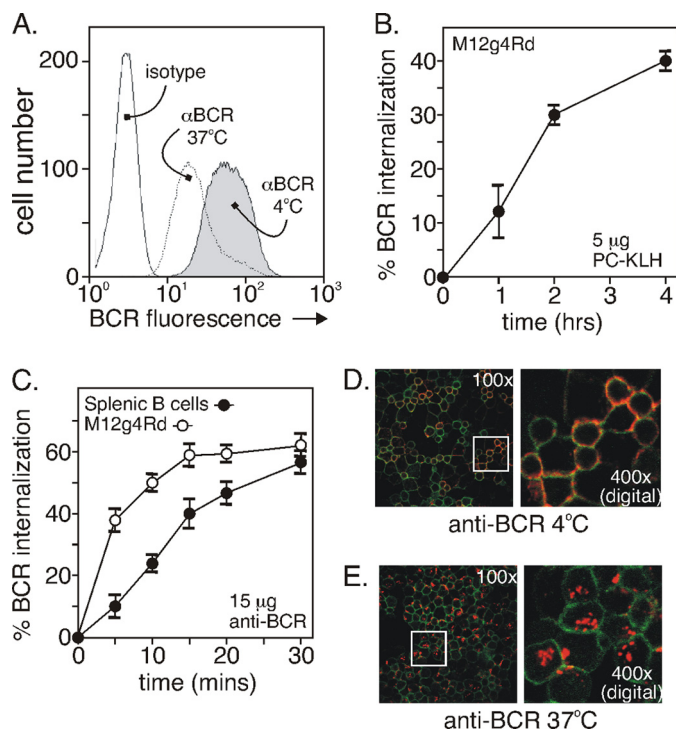 A.
200
100
0
cell number
isotype
αBCR
37°C
αBCR
4°C
10⁰
10¹
10²
10³
BCR fluorescence
B.
M12g4Rd
40
30
20
10
0
% BCR internalization
5 μg
PC-KLH
0
1
2
4
time (hrs)
C.
Splenic B cells
M12g4Rd
60
40
20
0
% BCR internalization
15 μg
anti-BCR
0
10
20
30
time (mins)
D.
100x
400x
(digital)
anti-BCR 4°C
E.
100x
400x
(digital)
anti-BCR 37°C